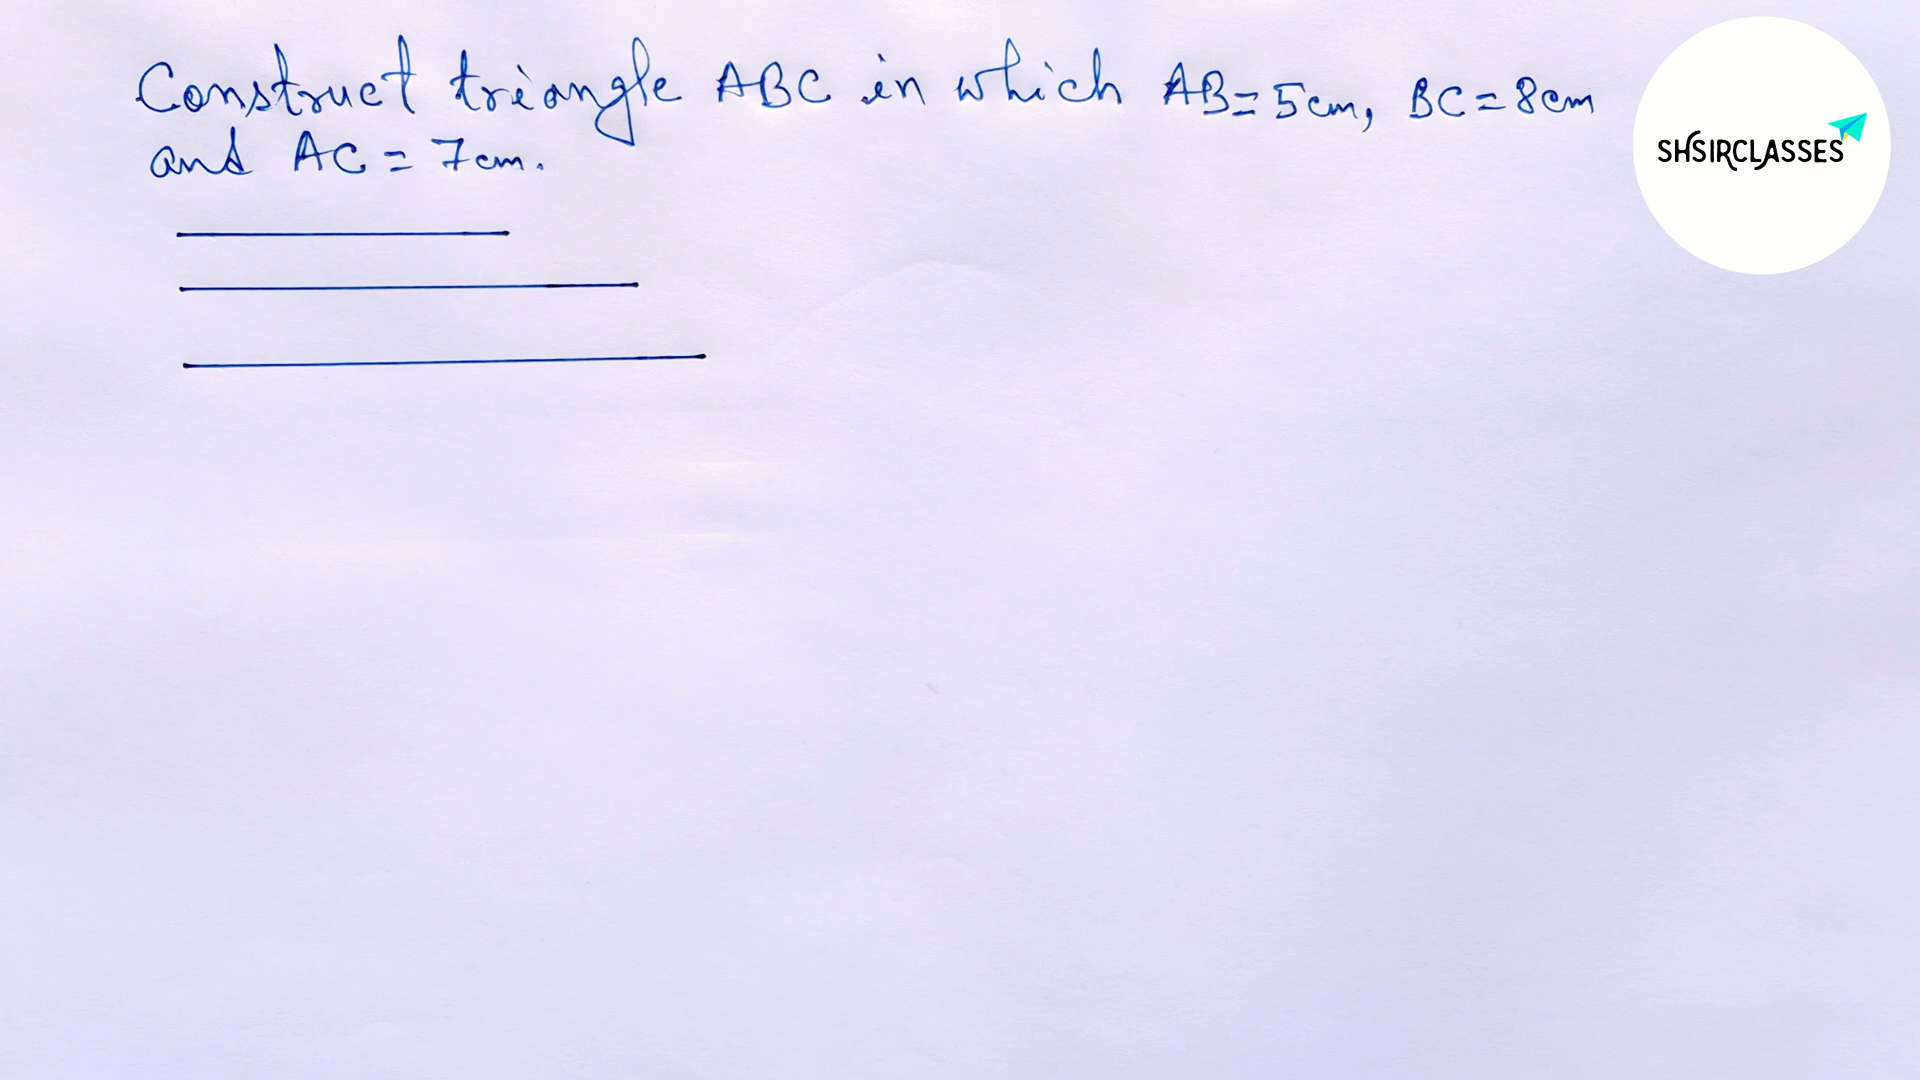 Construct triangle ABC in which AB=5cm, BC=8cm
and AC=7cm.
SHSIRCLASSES